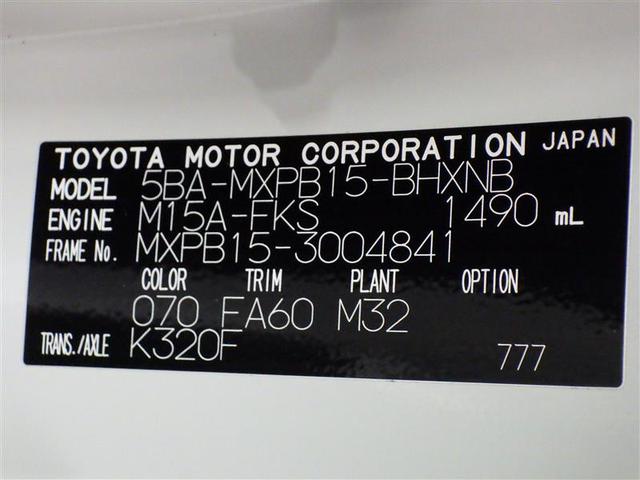 TOYOTA MOTOR CORPORATION JAPAN
MODEL 5BA-MXPB15-BHXNB
ENGINE M15A-FKS 1490 mL
FRAME No. MXPB15-3004841
COLOR TRIM PLANT OPTION
070 EA60 M32
TRANS./AXLE K320F
777